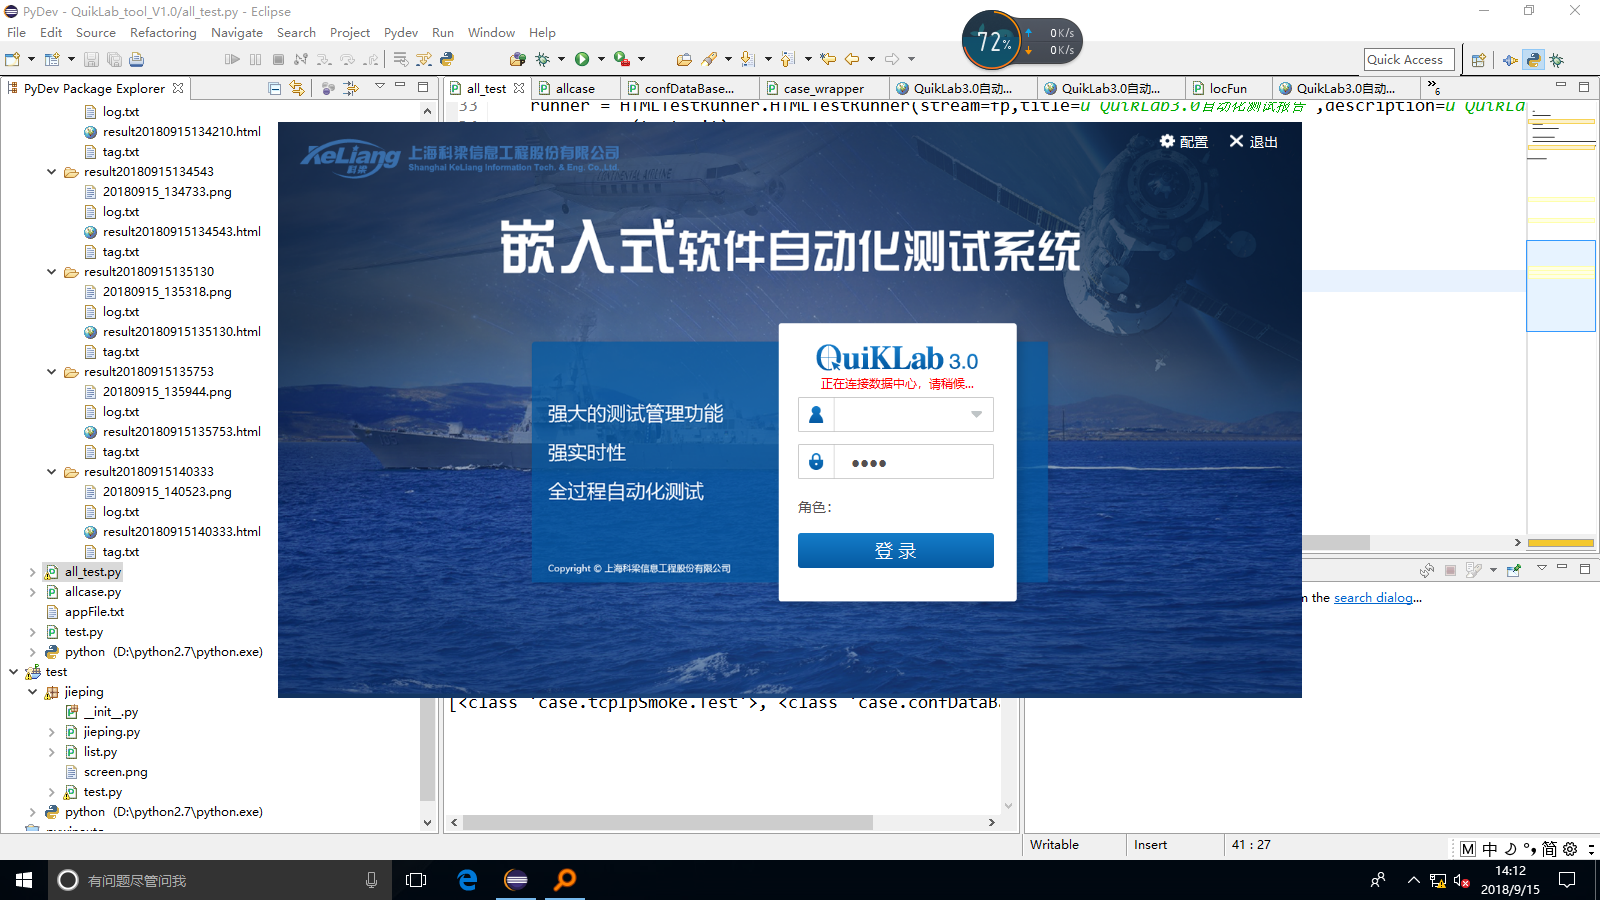 PyDev - QuikLab_tool_V1.0/all_test.py - Eclipse
File Edit Source Refactoring Navigate Search Project Pydev Run Window Help
72%
0K/s
0K/s
Quick Access
PyDev Package Explorer
all_test
allcase
confDataBase...
case_wrapper
QuikLab3.0自动...
QuikLab3.0自动...
locFun
QuikLab3.0自动...
»6
33 runner = HTMLTestRunner.HTMLTestRunner(stream=fp,title=u'QuikLab3.0自动化测试报告',description=u'QuikLa
log.txt
result20180915134210.html
tag.txt
result20180915134543
20180915_134733.png
log.txt
result20180915134543.html
tag.txt
result20180915135130
20180915_135318.png
log.txt
result20180915135130.html
tag.txt
result20180915135753
20180915_135944.png
log.txt
result20180915135753.html
tag.txt
result20180915140333
20180915_140523.png
log.txt
result20180915140333.html
tag.txt
all_test.py
allcase.py
appFile.txt
test.py
python (D:\python2.7\python.exe)
test
jieping
__init__.py
jieping.py
list.py
screen.png
test.py
python (D:\python2.7\python.exe)
KeLiang 科梁
上海科梁信息工程股份有限公司
Shanghai KeLiang Information Tech. & Eng. Co.,Ltd.
配置
退出
嵌入式软件自动化测试系统
强大的测试管理功能
强实时性
全过程自动化测试
Copyright © 上海科梁信息工程股份有限公司
QuiKLab 3.0
正在连接数据中心，请稍候...
●●●●
角色：
登 录
the search dialog...
[<class 'case.tcpIpSmoke.Test'>, <class 'case.confDataBa
Writable
Insert
41 : 27
M 中 简
有问题尽管问我
14:12
2018/9/15